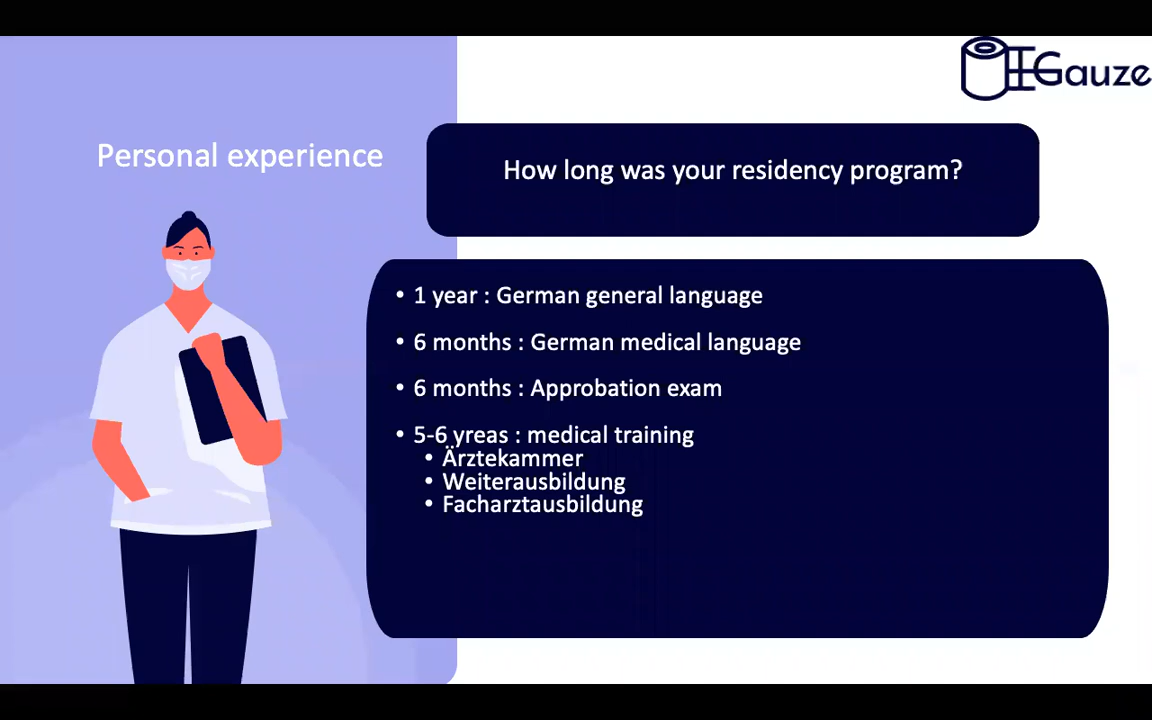 Gauze
Personal experience
How long was your residency program?
• 1 year : German general language
• 6 months : German medical language
• 6 months : Approbation exam
• 5-6 yreas : medical training
• Ärztekammer
• Weiterausbildung
• Facharztausbildung